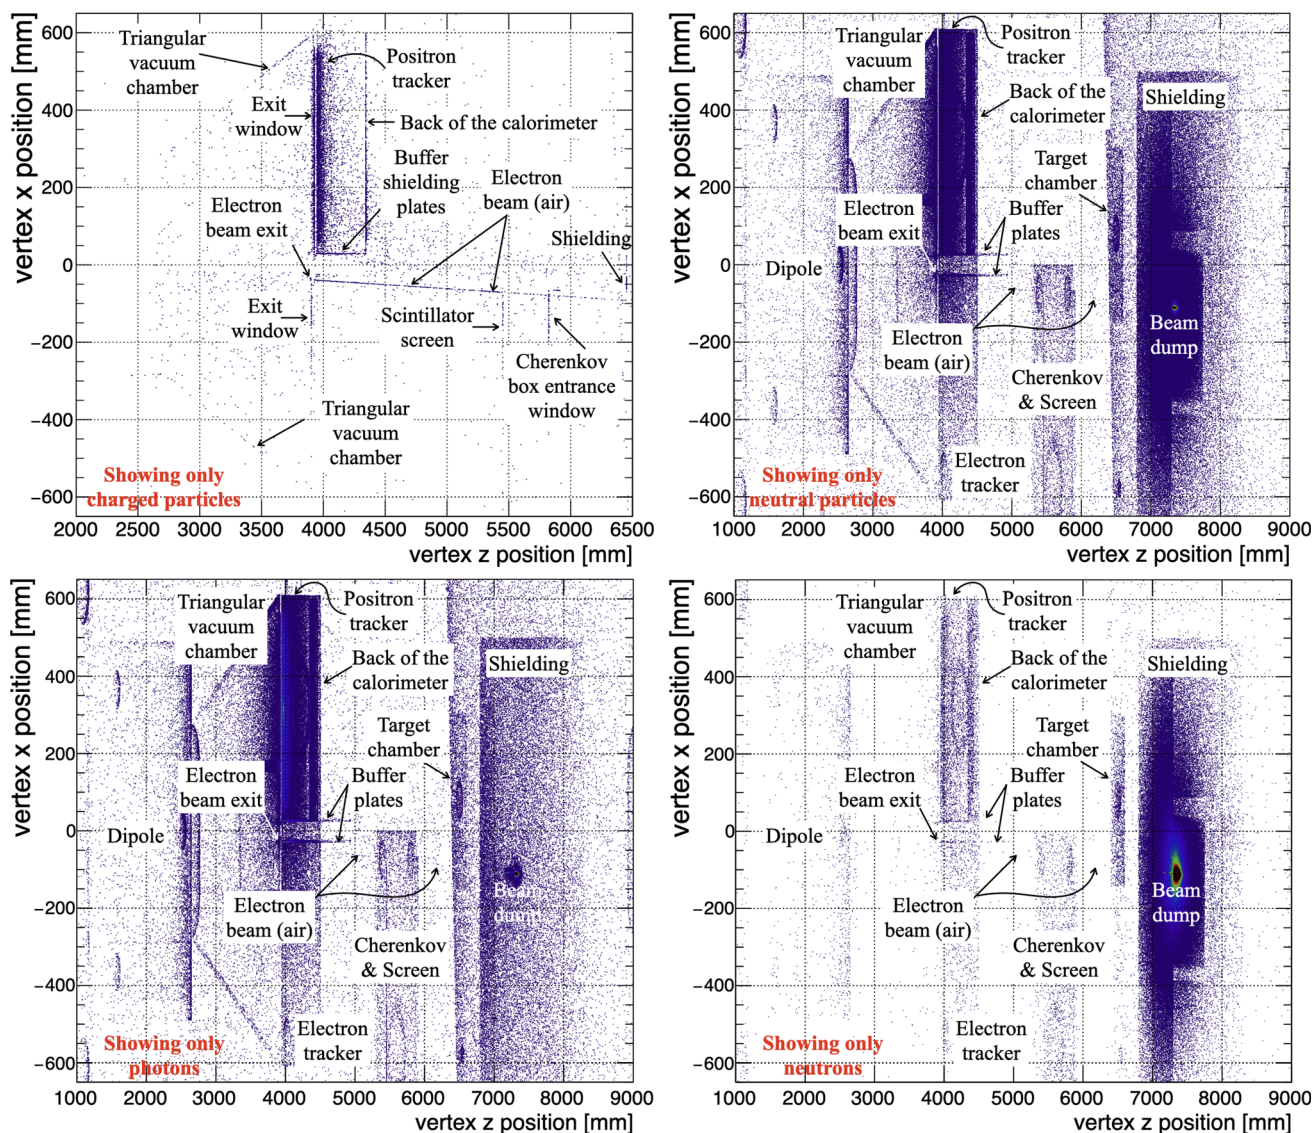 vertex x position [mm]
600
400
200
0
−200
−400
−600
Triangular
vacuum
chamber
Positron
tracker
Exit
window
Back of the calorimeter
Buffer
shielding
plates
Electron
beam (air)
Electron
beam exit
Shielding
Exit
window
Scintillator
screen
Cherenkov
box entrance
window
Triangular
vacuum
chamber
Showing only
charged particles
2000 2500 3000 3500 4000 4500 5000 5500 6000 6500
vertex z position [mm]
vertex x position [mm]
600
400
200
0
−200
−400
−600
Triangular
vacuum
chamber
Positron
tracker
Back of the
calorimeter
Shielding
Target
chamber
Electron
beam exit
Buffer
plates
Dipole
Electron
beam (air)
Beam
dump
Cherenkov
& Screen
Electron
tracker
Showing only
neutral particles
1000 2000 3000 4000 5000 6000 7000 8000 9000
vertex z position [mm]
vertex x position [mm]
600
400
200
0
−200
−400
−600
Triangular
vacuum
chamber
Positron
tracker
Back of the
calorimeter
Shielding
Target
chamber
Electron
beam exit
Buffer
plates
Dipole
Electron
beam (air)
Beam
dump
Cherenkov
& Screen
Electron
tracker
Showing only
photons
1000 2000 3000 4000 5000 6000 7000 8000 9000
vertex z position [mm]
vertex x position [mm]
600
400
200
0
−200
−400
−600
Triangular
vacuum
chamber
Positron
tracker
Back of the
calorimeter
Shielding
Target
chamber
Electron
beam exit
Buffer
plates
Dipole
Electron
beam (air)
Beam
dump
Cherenkov
& Screen
Electron
tracker
Showing only
neutrons
1000 2000 3000 4000 5000 6000 7000 8000 9000
vertex z position [mm]